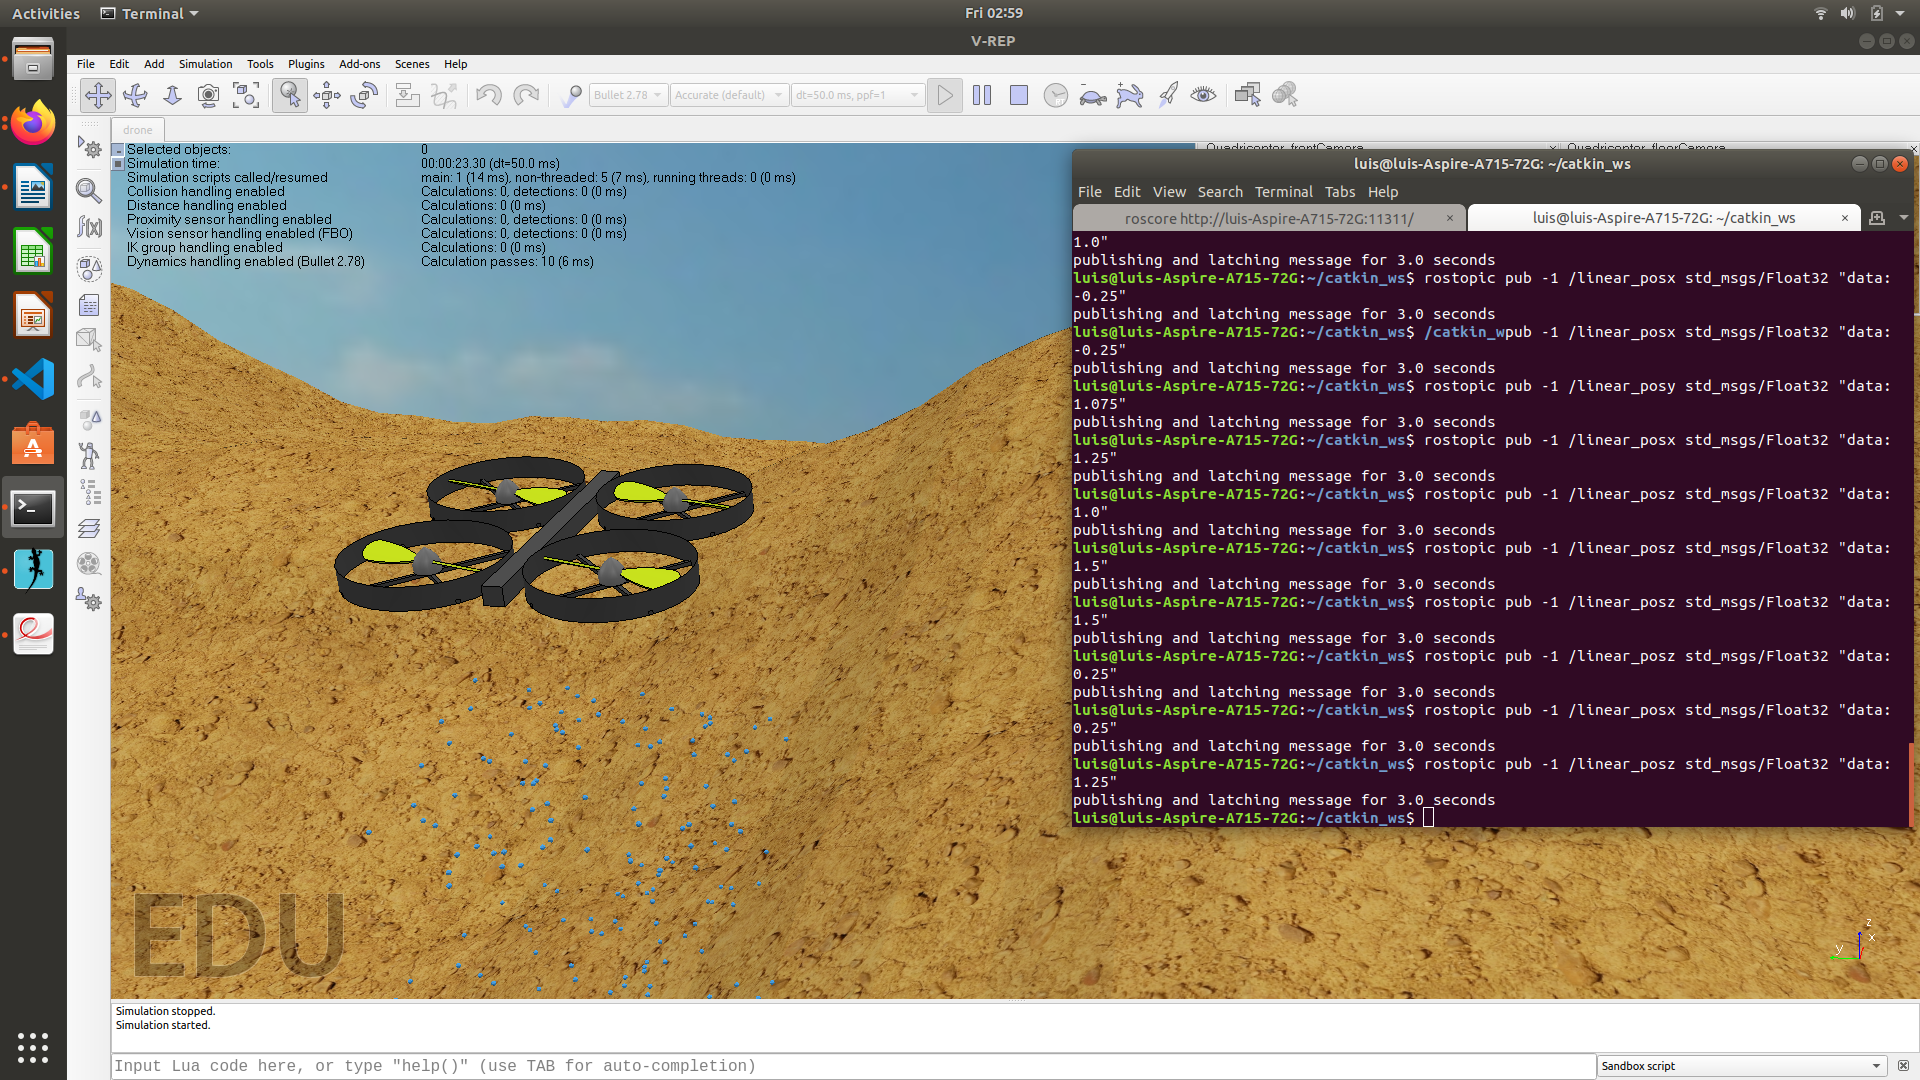 Activities
Terminal
Fri 02:59
V-REP
File Edit Add Simulation Tools Plugins Add-ons Scenes Help
Bullet 2.78
Accurate (default)
dt=50.0 ms, ppf=1
drone
Selected objects: 0
Simulation time: 00:00:23.30 (dt=50.0 ms)
Simulation scripts called/resumed main: 1 (14 ms), non-threaded: 5 (7 ms), running threads: 0 (0 ms)
Collision handling enabled Calculations: 0, detections: 0 (0 ms)
Distance handling enabled Calculations: 0 (0 ms)
Proximity sensor handling enabled Calculations: 0, detections: 0 (0 ms)
Vision sensor handling enabled (FBO) Calculations: 0, detections: 0 (0 ms)
IK group handling enabled Calculations: 0 (0 ms)
Dynamics handling enabled (Bullet 2.78) Calculation passes: 10 (6 ms)
Quadricopter_frontCamera
Quadricopter_floorCamera
luis@luis-Aspire-A715-72G: ~/catkin_ws
File Edit View Search Terminal Tabs Help
roscore http://luis-Aspire-A715-72G:11311/
luis@luis-Aspire-A715-72G: ~/catkin_ws
1.0"
publishing and latching message for 3.0 seconds
luis@luis-Aspire-A715-72G:~/catkin_ws$ rostopic pub -1 /linear_posx std_msgs/Float32 "data:
-0.25"
publishing and latching message for 3.0 seconds
luis@luis-Aspire-A715-72G:~/catkin_ws$ /catkin_wpub -1 /linear_posx std_msgs/Float32 "data:
-0.25"
publishing and latching message for 3.0 seconds
luis@luis-Aspire-A715-72G:~/catkin_ws$ rostopic pub -1 /linear_posy std_msgs/Float32 "data:
1.075"
publishing and latching message for 3.0 seconds
luis@luis-Aspire-A715-72G:~/catkin_ws$ rostopic pub -1 /linear_posx std_msgs/Float32 "data:
1.25"
publishing and latching message for 3.0 seconds
luis@luis-Aspire-A715-72G:~/catkin_ws$ rostopic pub -1 /linear_posz std_msgs/Float32 "data:
1.0"
publishing and latching message for 3.0 seconds
luis@luis-Aspire-A715-72G:~/catkin_ws$ rostopic pub -1 /linear_posz std_msgs/Float32 "data:
1.5"
publishing and latching message for 3.0 seconds
luis@luis-Aspire-A715-72G:~/catkin_ws$ rostopic pub -1 /linear_posz std_msgs/Float32 "data:
1.5"
publishing and latching message for 3.0 seconds
luis@luis-Aspire-A715-72G:~/catkin_ws$ rostopic pub -1 /linear_posz std_msgs/Float32 "data:
0.25"
publishing and latching message for 3.0 seconds
luis@luis-Aspire-A715-72G:~/catkin_ws$ rostopic pub -1 /linear_posx std_msgs/Float32 "data:
0.25"
publishing and latching message for 3.0 seconds
luis@luis-Aspire-A715-72G:~/catkin_ws$ rostopic pub -1 /linear_posz std_msgs/Float32 "data:
1.25"
publishing and latching message for 3.0 seconds
luis@luis-Aspire-A715-72G:~/catkin_ws$
EDU
z
x
y
Simulation stopped.
Simulation started.
Input Lua code here, or type "help()" (use TAB for auto-completion)
Sandbox script